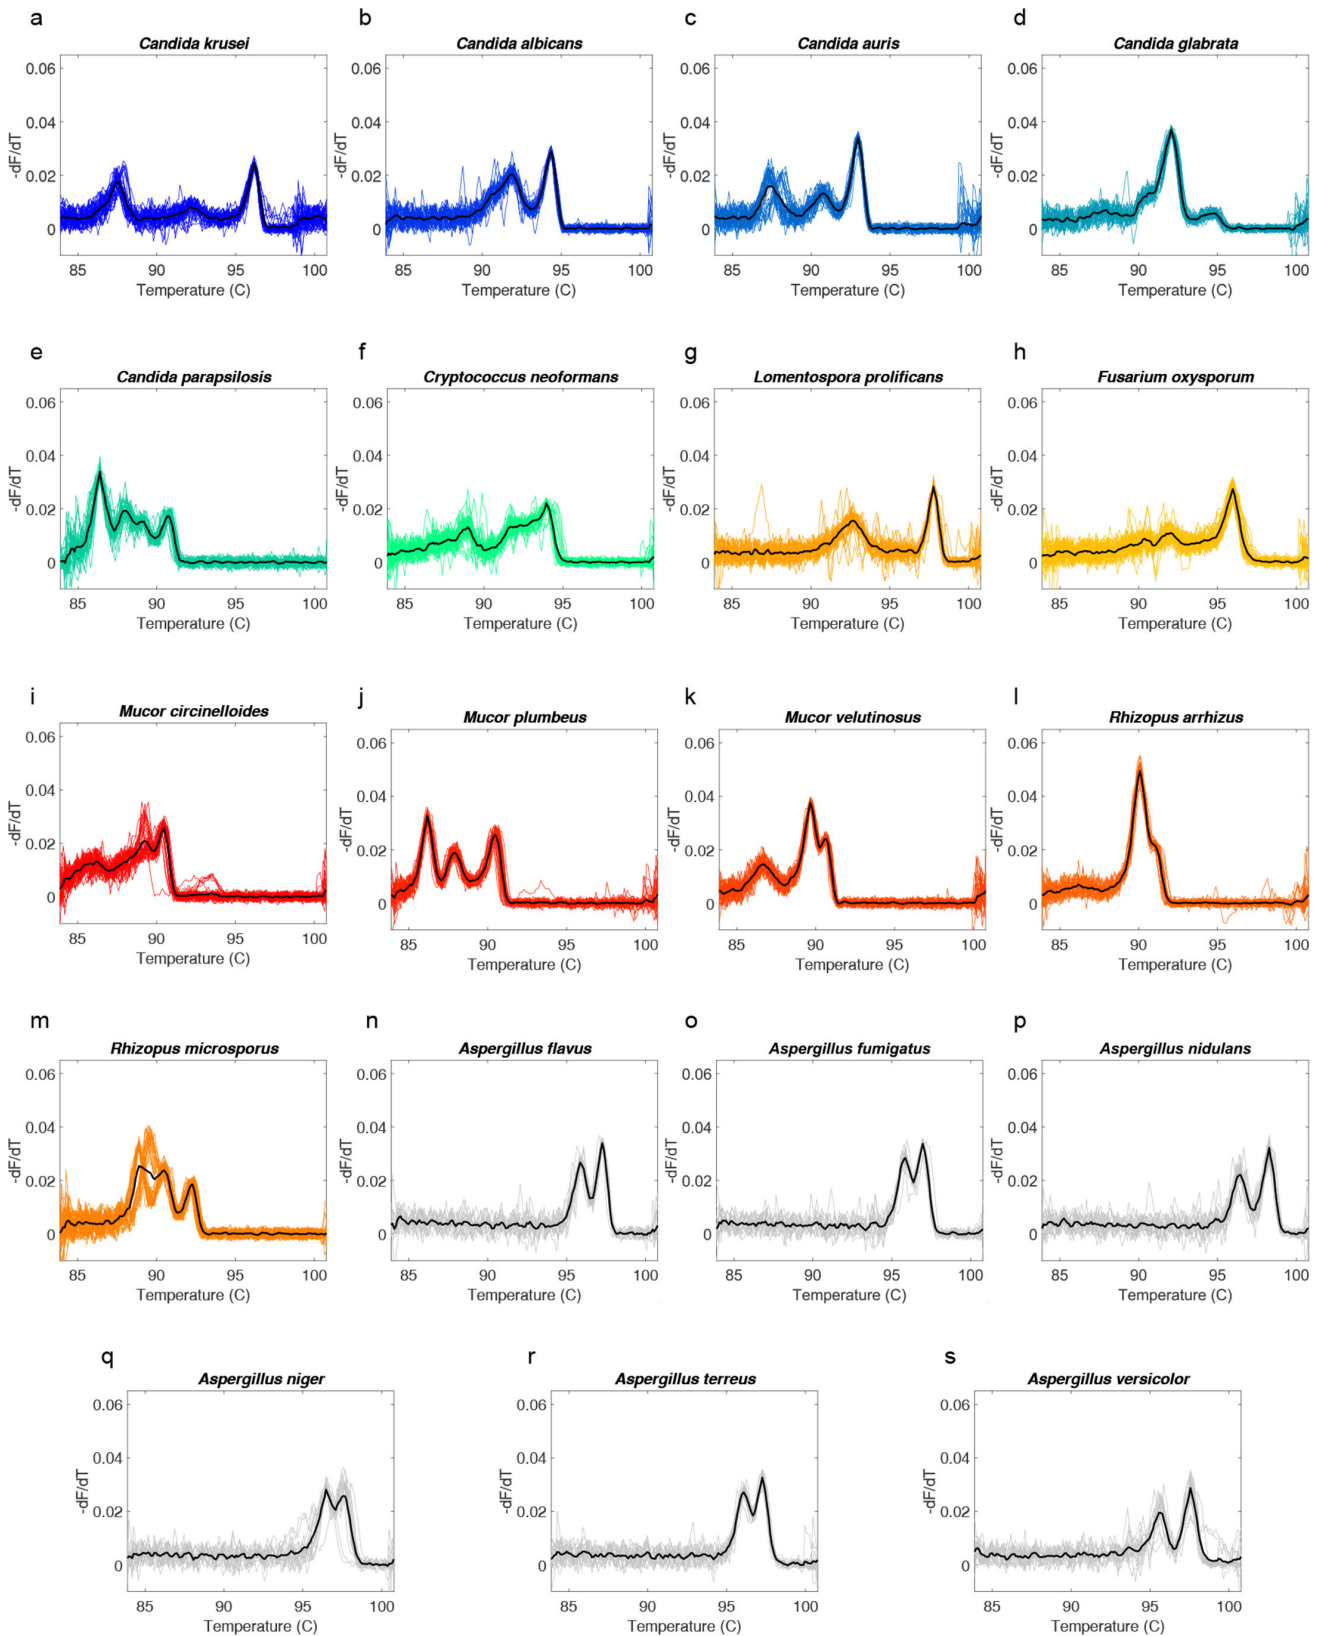 a
b
c
d
Candida krusei
Candida albicans
Candida auris
Candida glabrata
0.06
0.04
0.02
0
-dF/dT
85 90 95 100
Temperature (C)
0.06
0.04
0.02
0
-dF/dT
85 90 95 100
Temperature (C)
0.06
0.04
0.02
0
-dF/dT
85 90 95 100
Temperature (C)
0.06
0.04
0.02
0
-dF/dT
85 90 95 100
Temperature (C)
e
f
g
h
Candida parapsilosis
Cryptococcus neoformans
Lomentospora prolificans
Fusarium oxysporum
0.06
0.04
0.02
0
-dF/dT
85 90 95 100
Temperature (C)
0.06
0.04
0.02
0
-dF/dT
85 90 95 100
Temperature (C)
0.06
0.04
0.02
0
-dF/dT
85 90 95 100
Temperature (C)
0.06
0.04
0.02
0
-dF/dT
85 90 95 100
Temperature (C)
i
j
k
l
Mucor circinelloides
Mucor plumbeus
Mucor velutinosus
Rhizopus arrhizus
0.06
0.04
0.02
0
-dF/dT
85 90 95 100
Temperature (C)
0.06
0.04
0.02
0
-dF/dT
85 90 95 100
Temperature (C)
0.06
0.04
0.02
0
-dF/dT
85 90 95 100
Temperature (C)
0.06
0.04
0.02
0
-dF/dT
85 90 95 100
Temperature (C)
m
n
o
p
Rhizopus microsporus
Aspergillus flavus
Aspergillus fumigatus
Aspergillus nidulans
0.06
0.04
0.02
0
-dF/dT
85 90 95 100
Temperature (C)
0.06
0.04
0.02
0
-dF/dT
85 90 95 100
Temperature (C)
0.06
0.04
0.02
0
-dF/dT
85 90 95 100
Temperature (C)
0.06
0.04
0.02
0
-dF/dT
85 90 95 100
Temperature (C)
q
r
s
Aspergillus niger
Aspergillus terreus
Aspergillus versicolor
0.06
0.04
0.02
0
-dF/dT
85 90 95 100
Temperature (C)
0.06
0.04
0.02
0
-dF/dT
85 90 95 100
Temperature (C)
0.06
0.04
0.02
0
-dF/dT
85 90 95 100
Temperature (C)